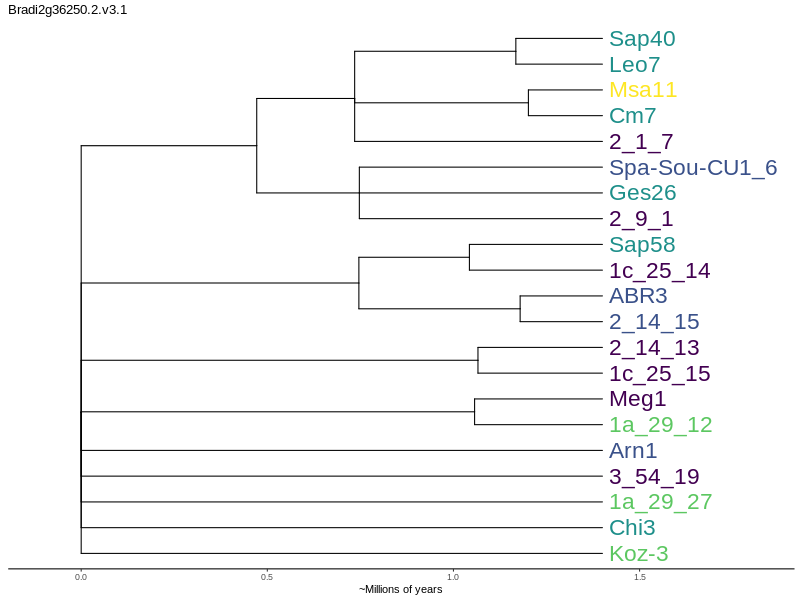 Bradi2g36250.2.v3.1
Sap40
Leo7
Msa11
Cm7
2_1_7
Spa-Sou-CU1_6
Ges26
2_9_1
Sap58
1c_25_14
ABR3
2_14_15
2_14_13
1c_25_15
Meg1
1a_29_12
Arn1
3_54_19
1a_29_27
Chi3
Koz-3
0.0 0.5 1.0 1.5
~Millions of years